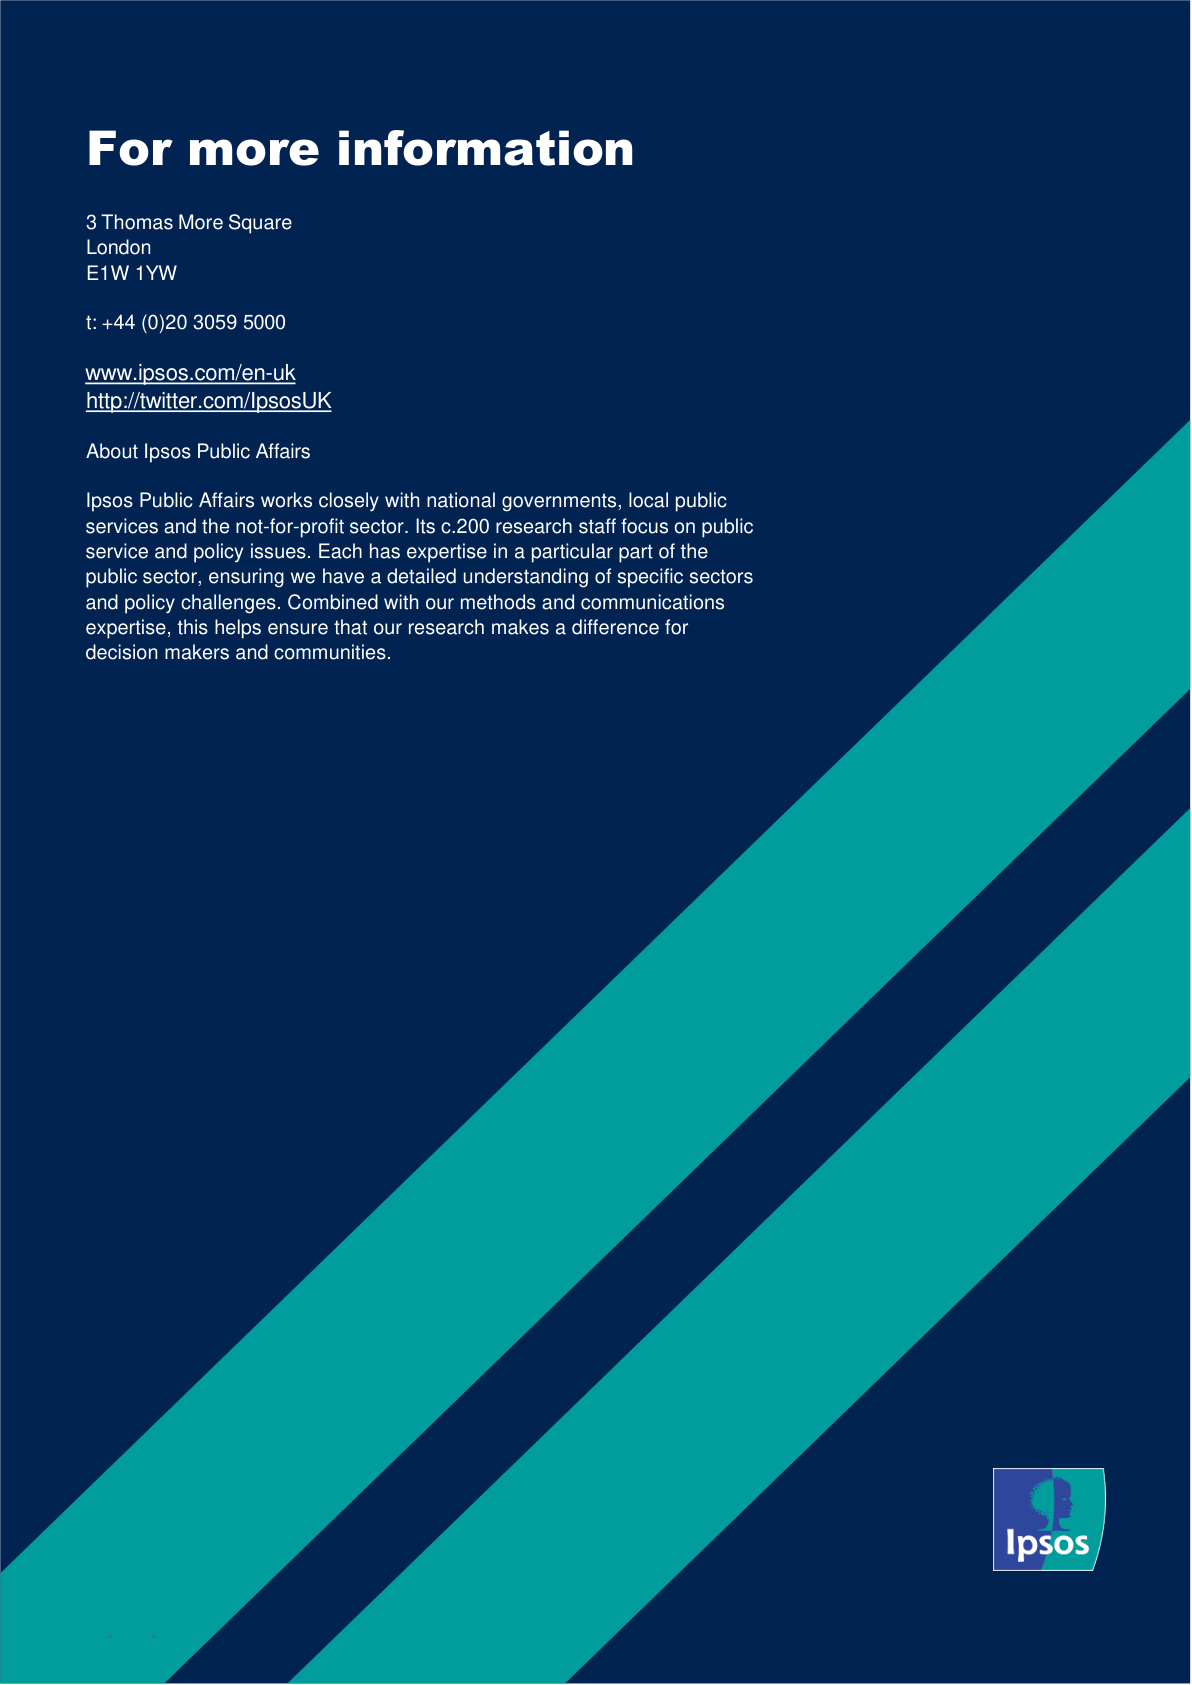 For more information
3 Thomas More Square
London
E1W 1YW
t: +44 (0)20 3059 5000
www.ipsos.com/en-uk
http://twitter.com/IpsosUK
About Ipsos Public Affairs
Ipsos Public Affairs works closely with national governments, local public
services and the not-for-profit sector. Its c.200 research staff focus on public
service and policy issues. Each has expertise in a particular part of the
public sector, ensuring we have a detailed understanding of specific sectors
and policy challenges. Combined with our methods and communications
expertise, this helps ensure that our research makes a difference for
decision makers and communities.
Ipsos